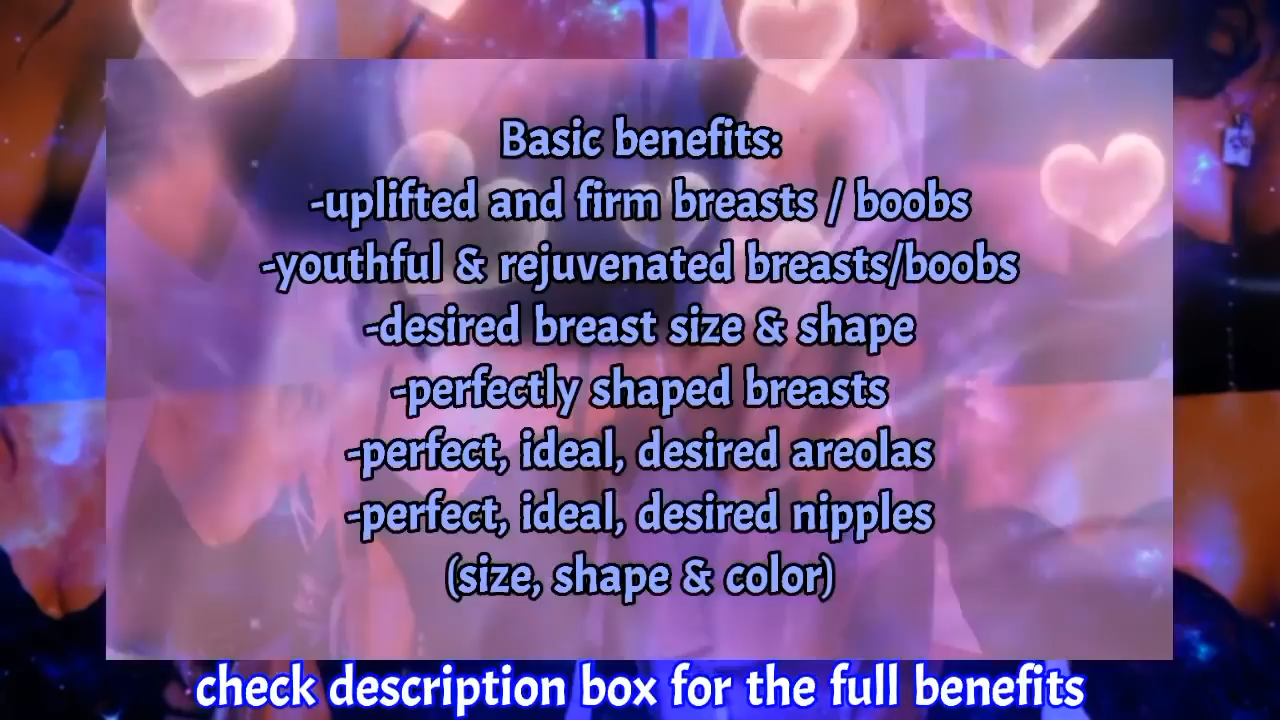 Basic benefits:
-uplifted and firm breasts / boobs
-youthful & rejuvenated breasts/boobs
-desired breast size & shape
-perfectly shaped breasts
-perfect, ideal, desired areolas
-perfect, ideal, desired nipples
(size, shape & color)
check description box for the full benefits